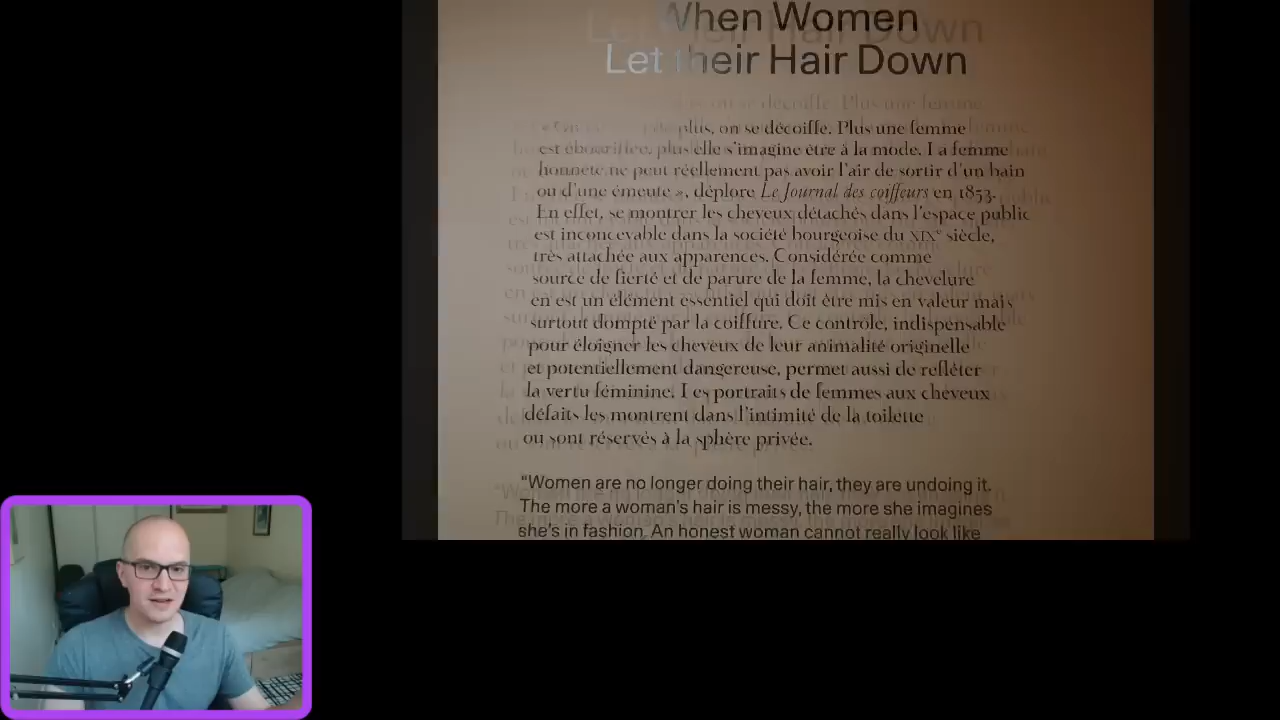 When Women
Let their Hair Down
plus, on se décoiffe. Plus une femme
est ébouriffée, plus elle s'imagine être à la mode. La femme
honnête ne peut réellement pas avoir l'air de sortir d'un bain
ou d'une émeute », déplore Le Journal des coiffeurs en 1853.
En effet, se montrer les cheveux détachés dans l'espace public
est inconcevable dans la société bourgeoise du XIXe siècle,
très attachée aux apparences. Considérée comme
source de fierté et de parure de la femme, la chevelure
en est un élément essentiel qui doit être mis en valeur mais
surtout dompté par la coiffure. Ce contrôle, indispensable
pour éloigner les cheveux de leur animalité originelle
et potentiellement dangereuse, permet aussi de refléter
la vertu féminine. Les portraits de femmes aux cheveux
défaits les montrent dans l'intimité de la toilette
ou sont réservés à la sphère privée.
“Women are no longer doing their hair, they are undoing it.
The more a woman's hair is messy, the more she imagines
she's in fashion. An honest woman cannot really look like